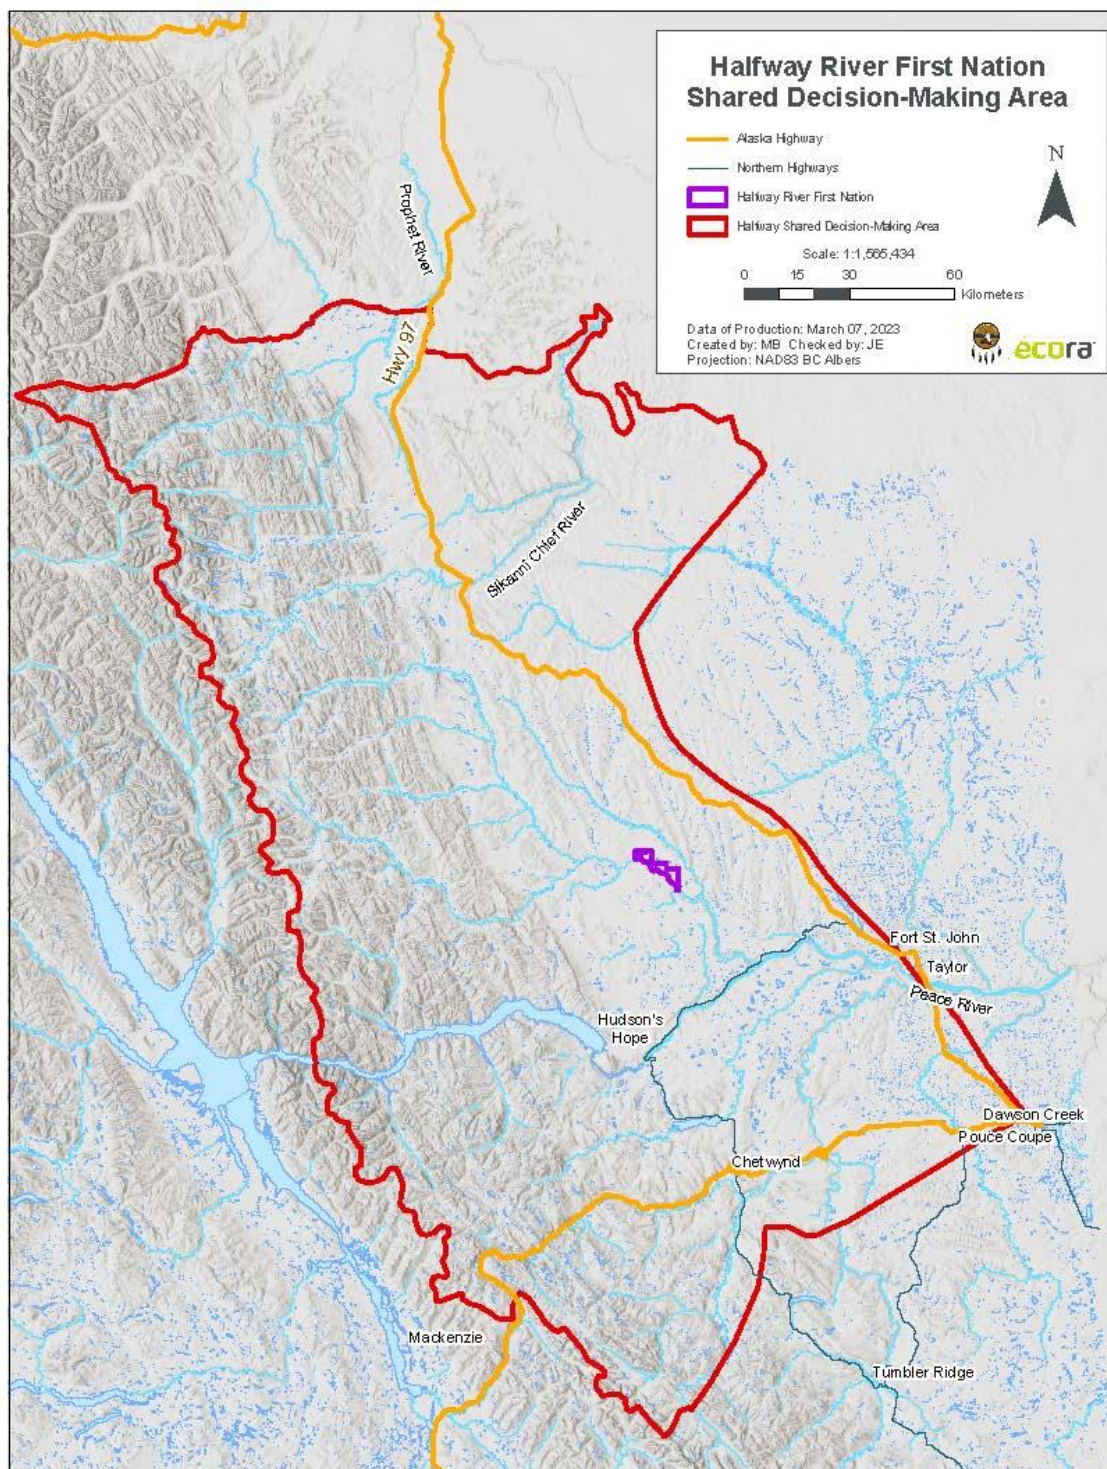 Halfway River First Nation
Shared Decision-Making Area
Alaska Highway
Northern Highways
Halfway River First Nation
Halfway Shared Decision-Making Area
N
Scale: 1:1,565,434
0 15 30 60
Kilometers
Data of Production: March 07, 2023
Created by: MB Checked by: JE
Projection: NAD83 BC Albers
ecora
Prophet River
Hwy 97
Sikanni Chief River
Fort St. John
Taylor
Peace River
Hudson's
Hope
Dawson Creek
Pouce Coupe
Chetwynd
Mackenzie
Tumbler Ridge